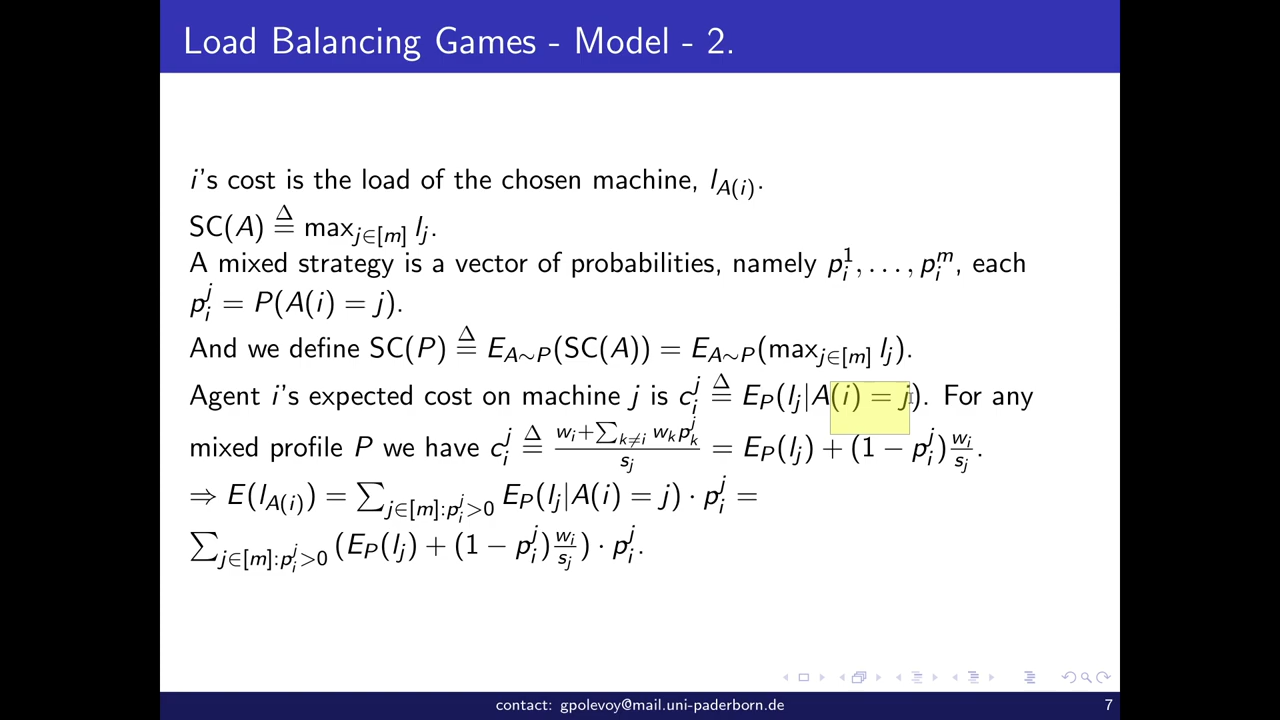 Load Balancing Games - Model - 2.
i's cost is the load of the chosen machine, l_{A(i)}.
SC(A) ≜ max_{j∈[m]} l_j.
A mixed strategy is a vector of probabilities, namely p_i^1, …, p_i^m, each
p_i^j = P(A(i) = j).
And we define SC(P) ≜ E_{A∼P}(SC(A)) = E_{A∼P}(max_{j∈[m]} l_j).
Agent i's expected cost on machine j is c_i^j ≜ E_P(l_j|A(i) = j). For any
mixed profile P we have c_i^j ≜ \frac{w_i+∑_{k≠i} w_k p_k^j}{s_j} = E_P(l_j) + (1 − p_i^j)\frac{w_i}{s_j}.
⇒ E(l_{A(i)}) = ∑_{j∈[m]:p_i^j>0} E_P(l_j|A(i) = j) · p_i^j =
∑_{j∈[m]:p_i^j>0} (E_P(l_j) + (1 − p_i^j)\frac{w_i}{s_j}) · p_i^j.
contact: gpolevoy@mail.uni-paderborn.de 7